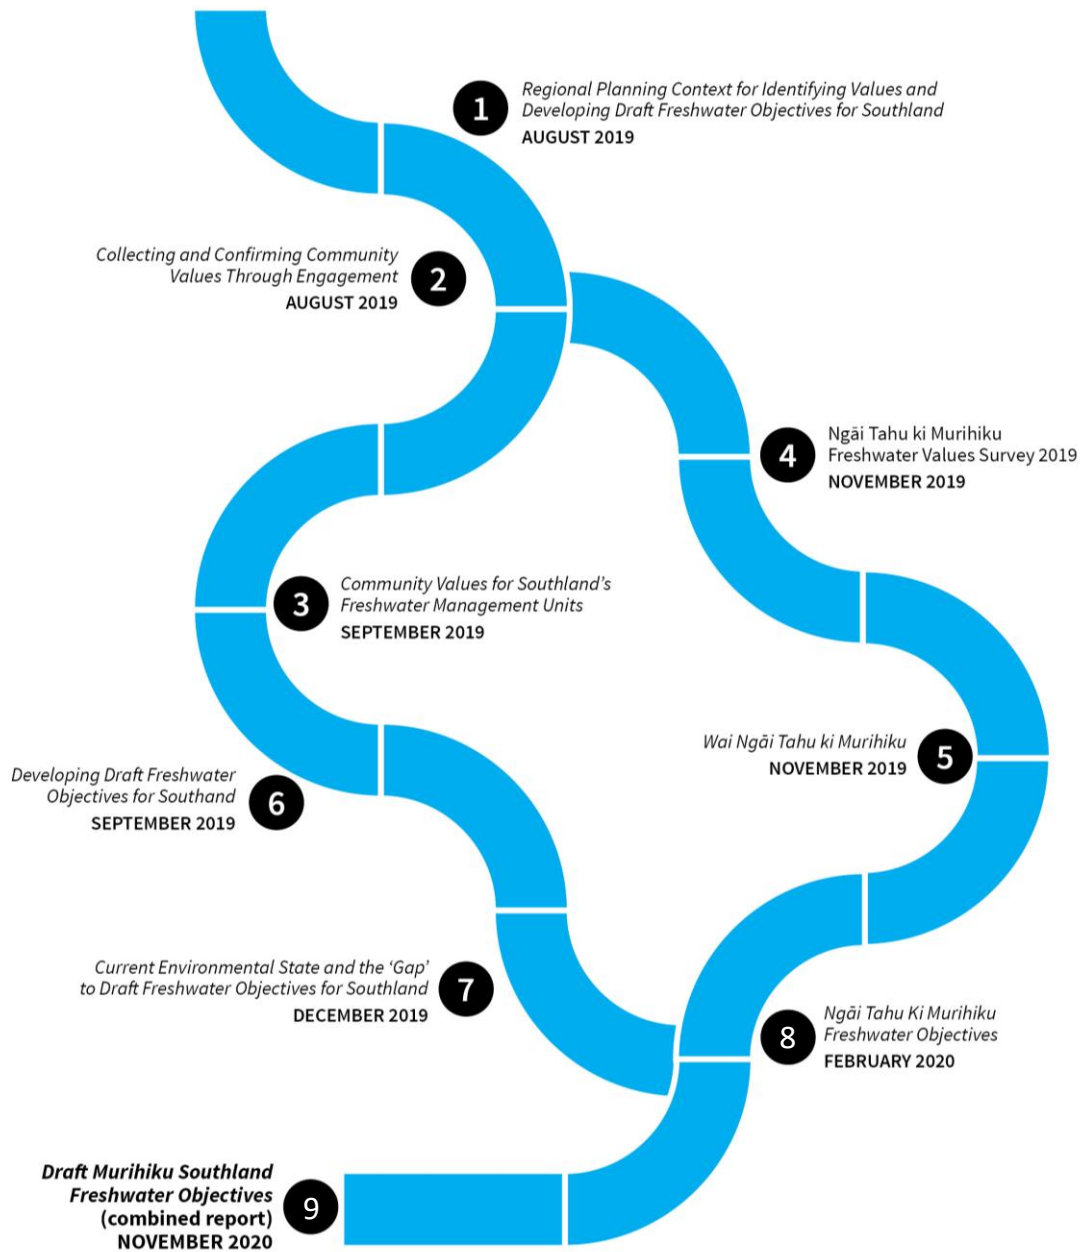 1
Regional Planning Context for Identifying Values and
Developing Draft Freshwater Objectives for Southland
AUGUST 2019
Collecting and Confirming Community
Values Through Engagement
AUGUST 2019
2
3
Community Values for Southland's
Freshwater Management Units
SEPTEMBER 2019
4
Ngāi Tahu ki Murihiku
Freshwater Values Survey 2019
NOVEMBER 2019
Wai Ngāi Tahu ki Murihiku
NOVEMBER 2019
5
Developing Draft Freshwater
Objectives for Southand
SEPTEMBER 2019
6
Current Environmental State and the ‘Gap’
to Draft Freshwater Objectives for Southland
DECEMBER 2019
7
8
Ngāi Tahu Ki Murihiku
Freshwater Objectives
FEBRUARY 2020
Draft Murihiku Southland
Freshwater Objectives
(combined report)
NOVEMBER 2020
9